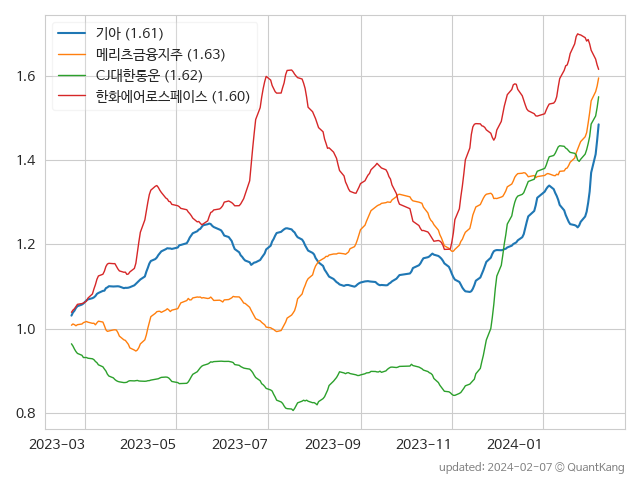 기아 (1.61)
메리츠금융지주 (1.63)
CJ대한통운 (1.62)
한화에어로스페이스 (1.60)
1.6
1.4
1.2
1.0
0.8
2023-03 2023-05 2023-07 2023-09 2023-11 2024-01
updated: 2024-02-07 © QuantKang